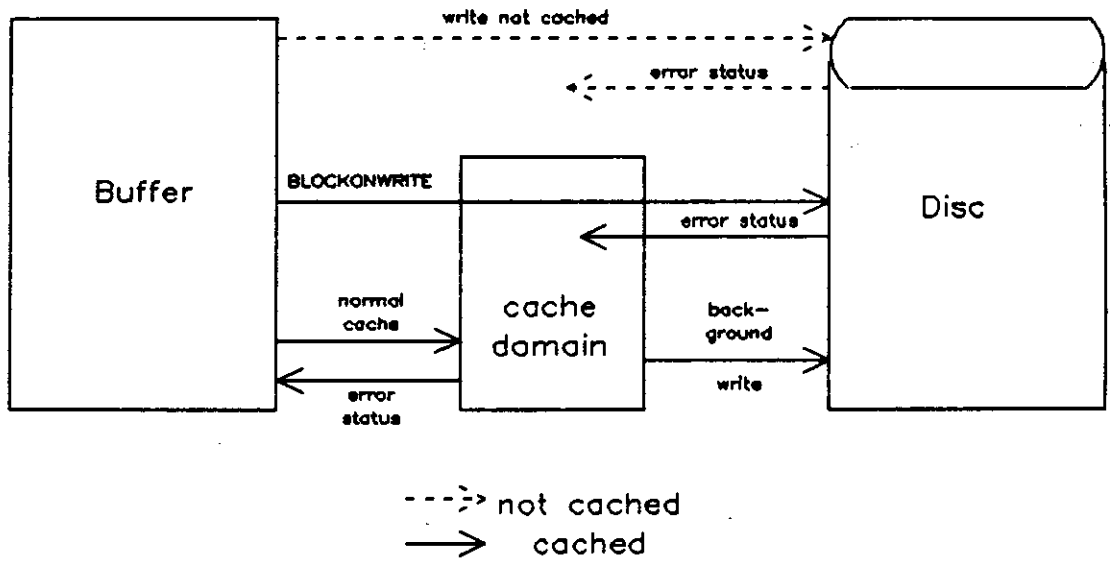 write not cached
error status
Buffer
BLOCKONWRITE
Disc
error status
normal
cache
cache
damain
back-
ground
write
error
status
not cached
cached